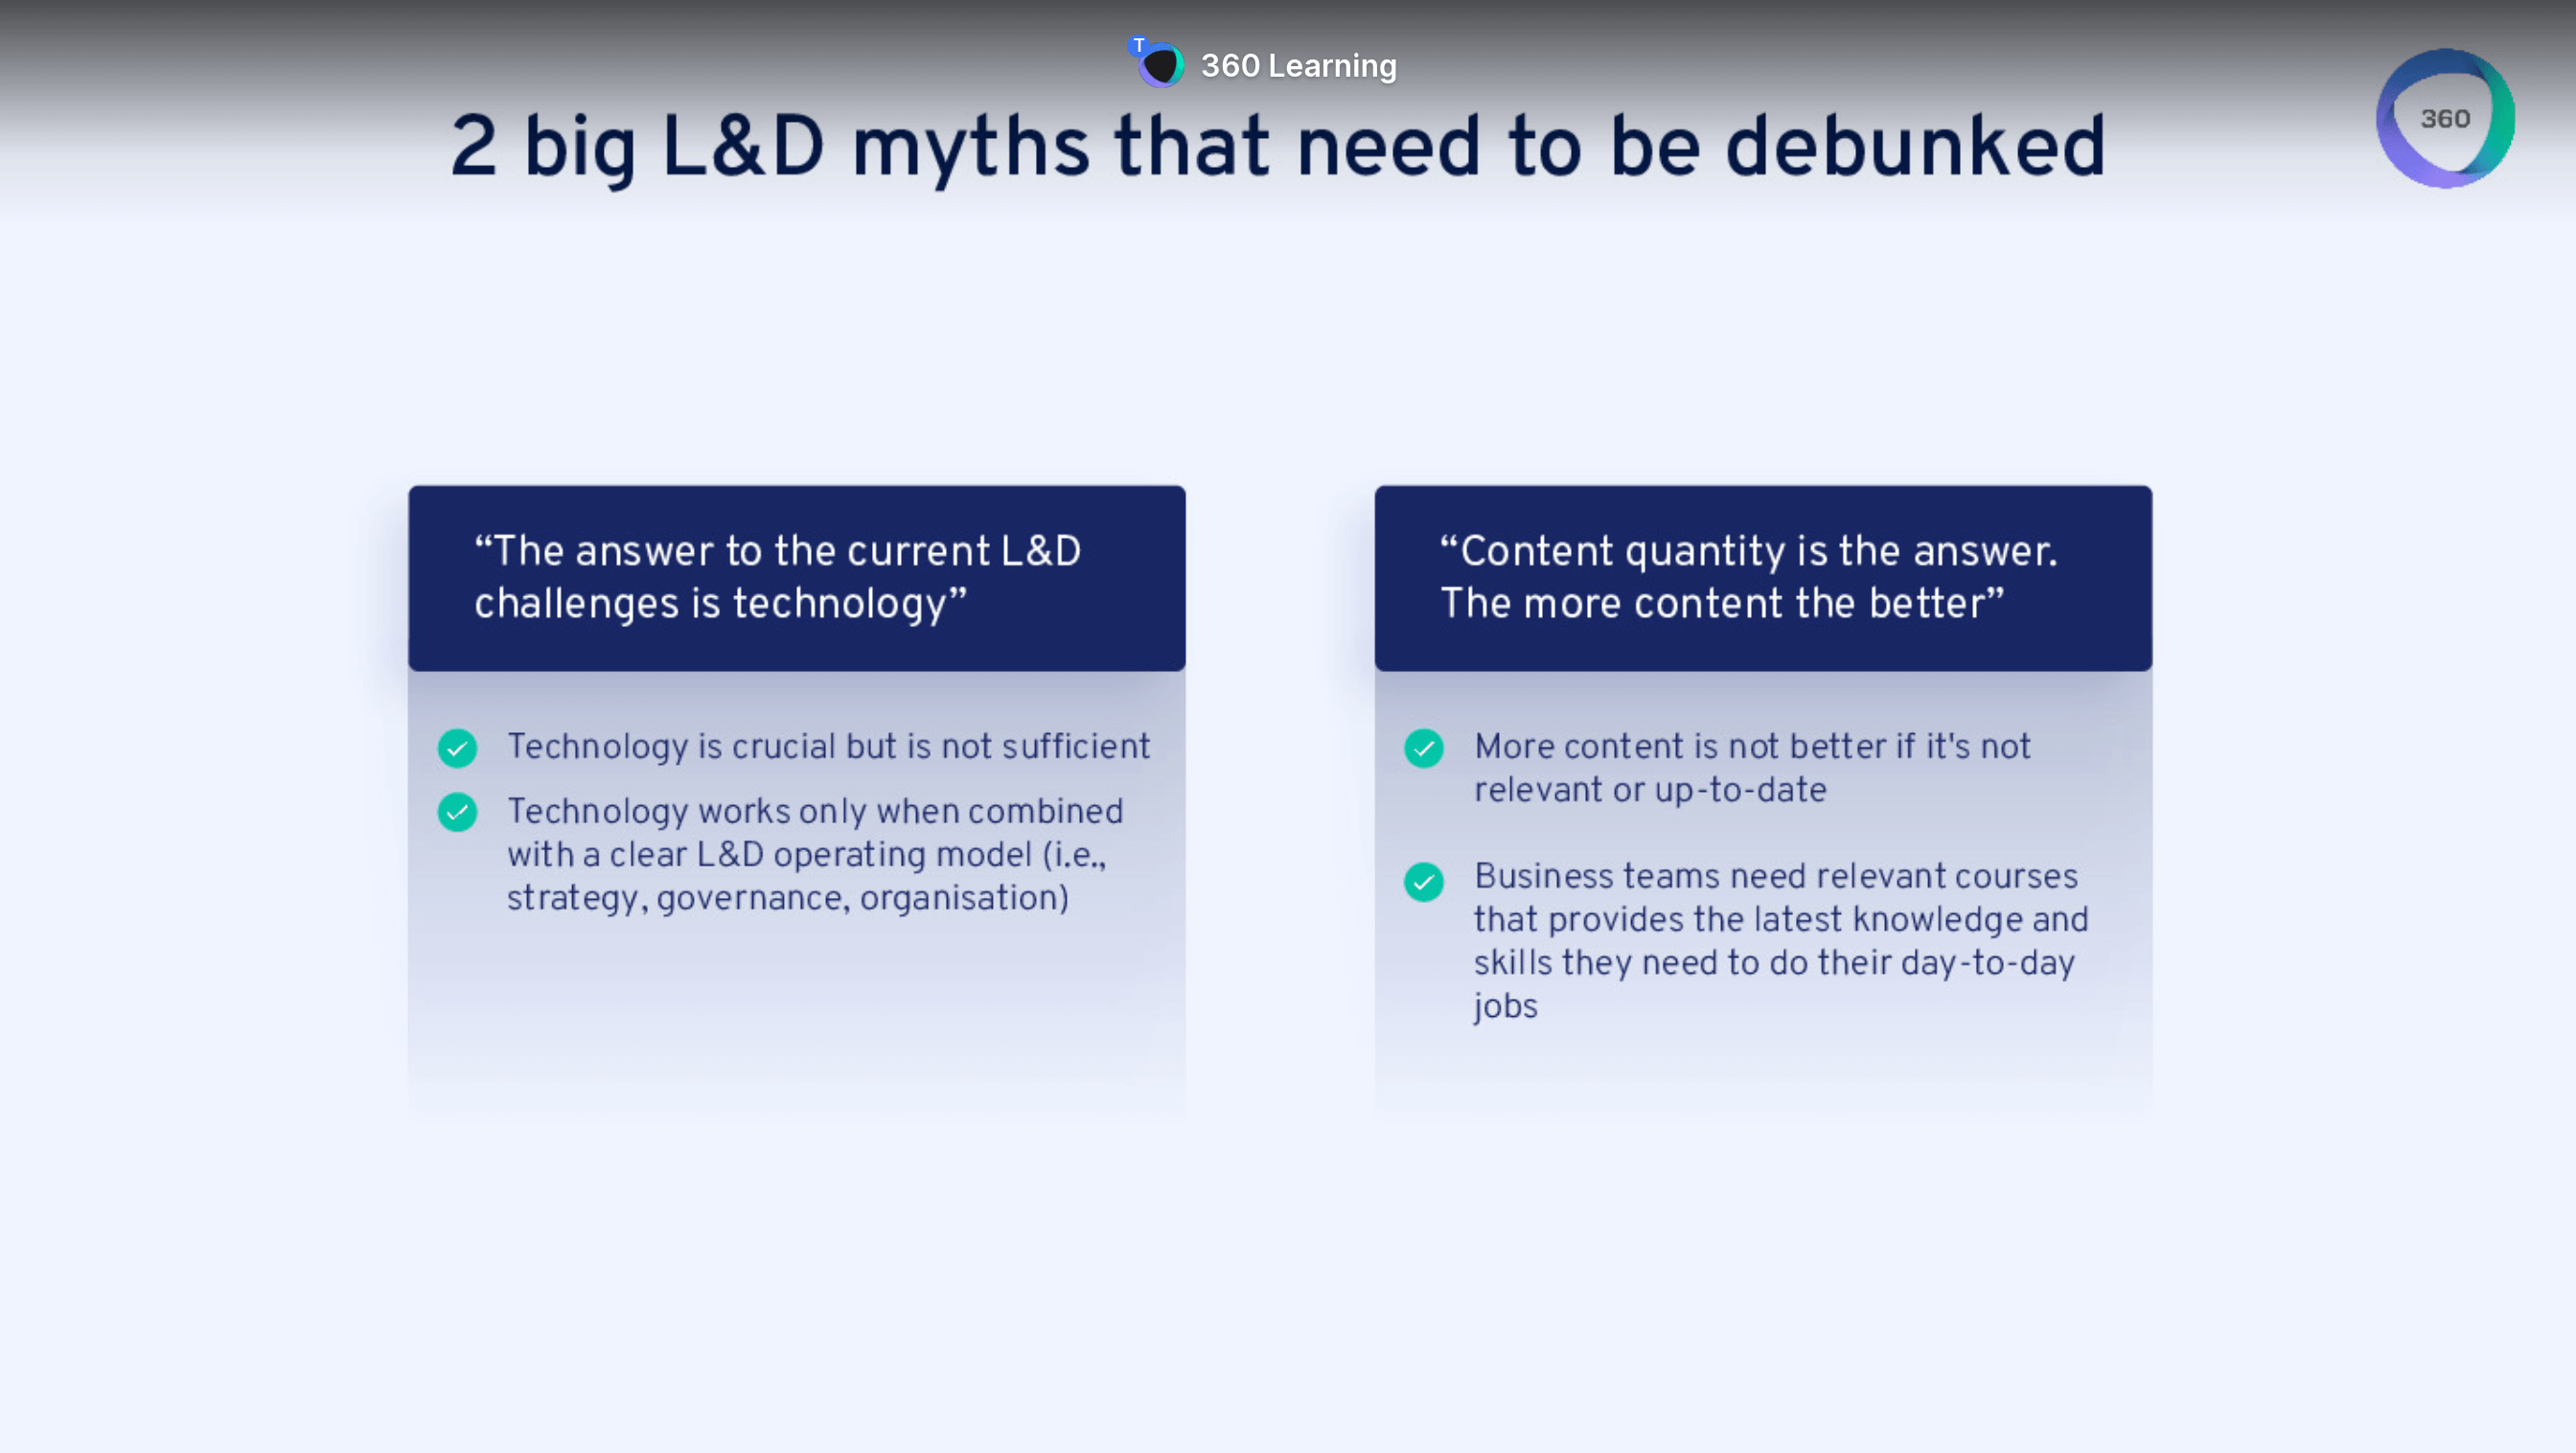 T
360 Learning
2 big L&D myths that need to be debunked
360
“The answer to the current L&D
challenges is technology”
Technology is crucial but is not sufficient
Technology works only when combined
with a clear L&D operating model (i.e.,
strategy, governance, organisation)
“Content quantity is the answer.
The more content the better”
More content is not better if it's not
relevant or up-to-date
Business teams need relevant courses
that provides the latest knowledge and
skills they need to do their day-to-day
jobs